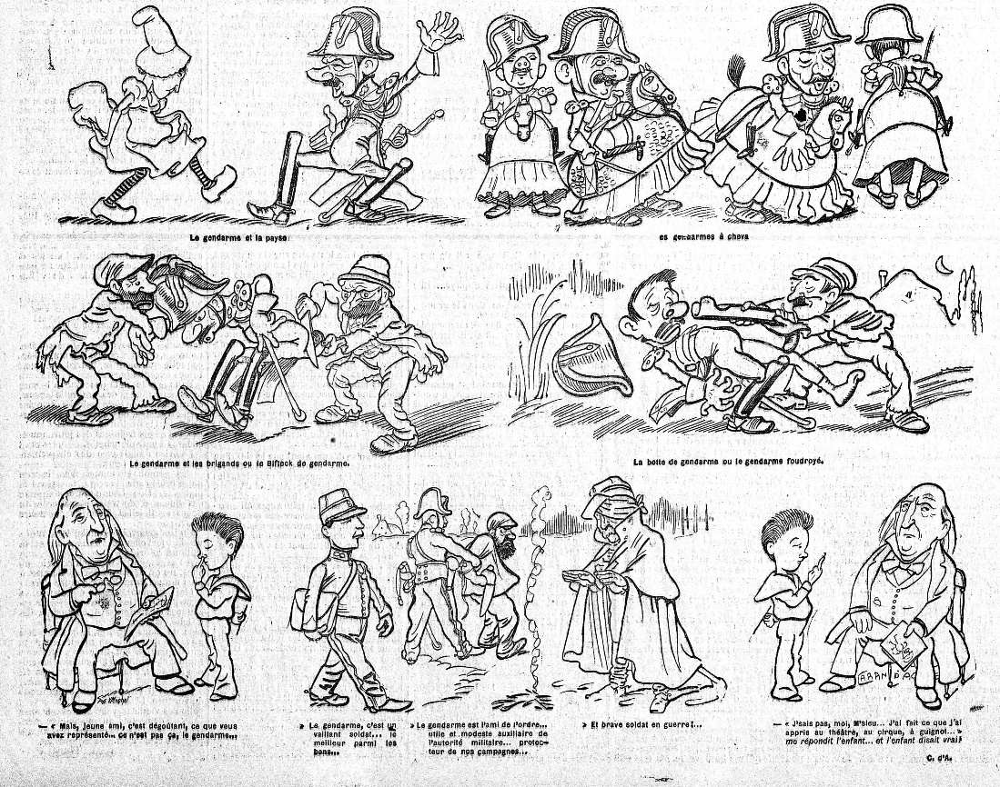 Le gendarme et la payse.
es gendarmes à cheva
Le gendarme et les brigands ou le Bifteck de gendarme.
La botte de gendarme ou le gendarme foudroyé.
— « Mais, jeune ami, c'est dégoûtant, ce que vous
avez représenté... ce n'est pas ça, le gendarme...
» Le gendarme, c'est un
vaillant soldat... le
meilleur parmi les
bons...
» Le gendarme est l'ami de l'ordre...
utile et modeste auxiliaire de
l'autorité militaire... protec-
teur de nos campagnes...
» Et brave soldat en guerre!...
— « J'sais pas, moi, M'sieu... J'ai fait ce que j'ai
appris au théâtre, au cirque, à guignol... »
me répondit l'enfant... et l'enfant disait vrai!
C. d'A.